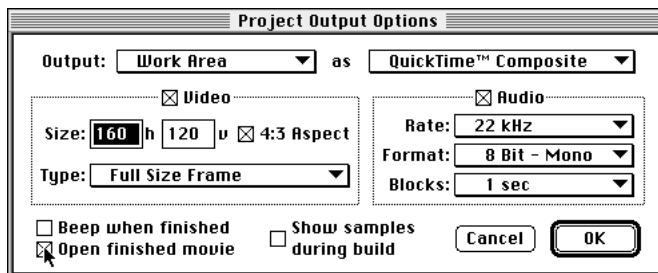 Project Output Options
Output: Work Area as QuickTime™ Composite
Video
Size: 160 h 120 v 4:3 Aspect
Type: Full Size Frame
Audio
Rate: 22 kHz
Format: 8 Bit - Mono
Blocks: 1 sec
Beep when finished
Open finished movie
Show samples
during build
Cancel OK